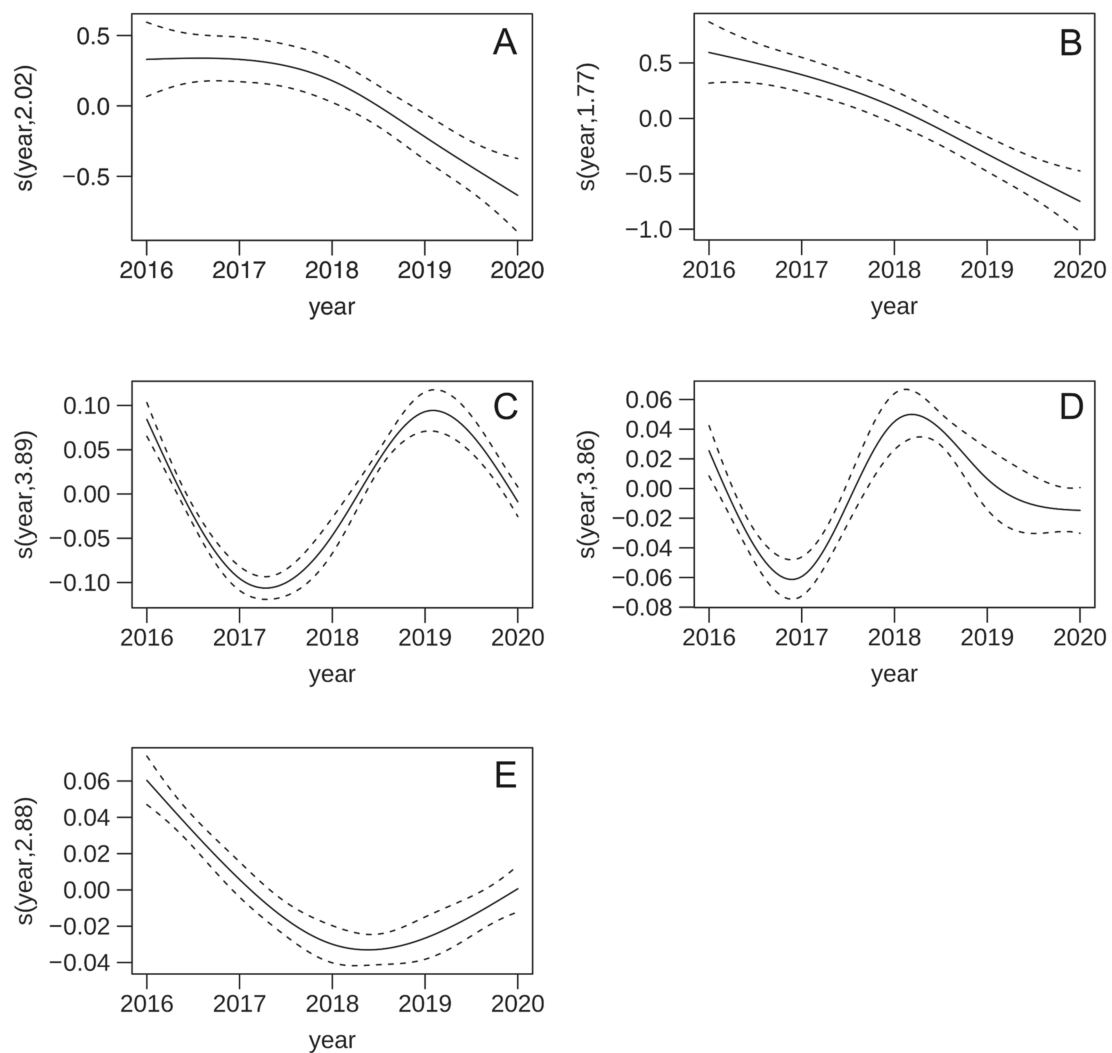 A
s(year,2.02)
0.5
0.0
−0.5
2016 2017 2018 2019 2020
year
B
s(year,1.77)
0.5
0.0
−0.5
−1.0
2016 2017 2018 2019 2020
year
C
s(year,3.89)
0.10
0.05
0.00
−0.05
−0.10
2016 2017 2018 2019 2020
year
D
s(year,3.86)
0.06
0.04
0.02
0.00
−0.02
−0.04
−0.06
−0.08
2016 2017 2018 2019 2020
year
E
s(year,2.88)
0.06
0.04
0.02
0.00
−0.02
−0.04
2016 2017 2018 2019 2020
year